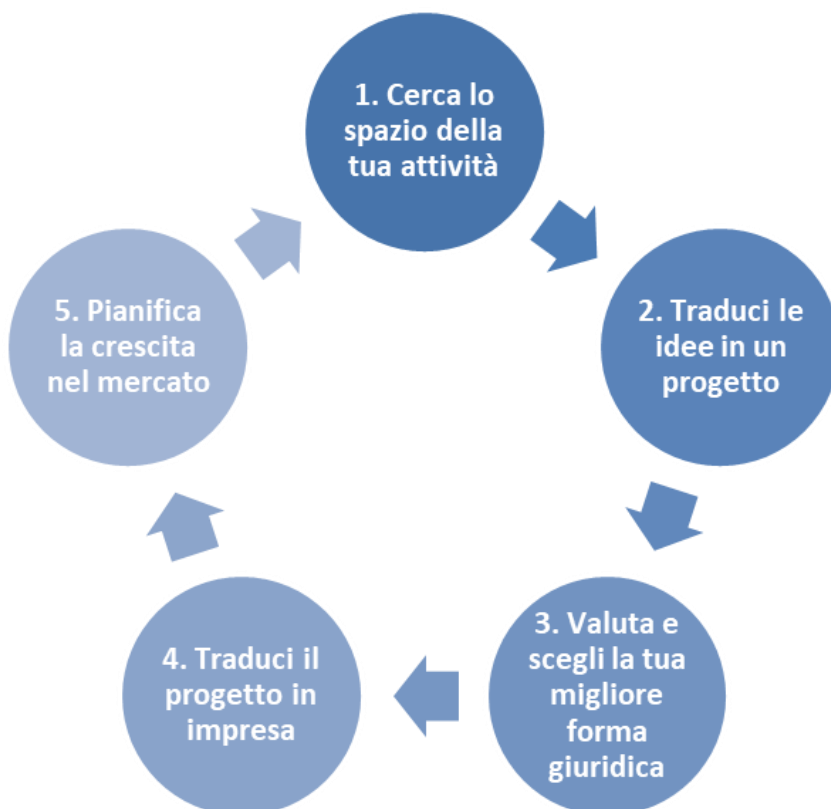 1. Cerca lo
spazio della
tua attività
2. Traduci le
idee in un
progetto
3. Valuta e
scegli la tua
migliore
forma
giuridica
4. Traduci il
progetto in
impresa
5. Pianifica
la crescita
nel mercato